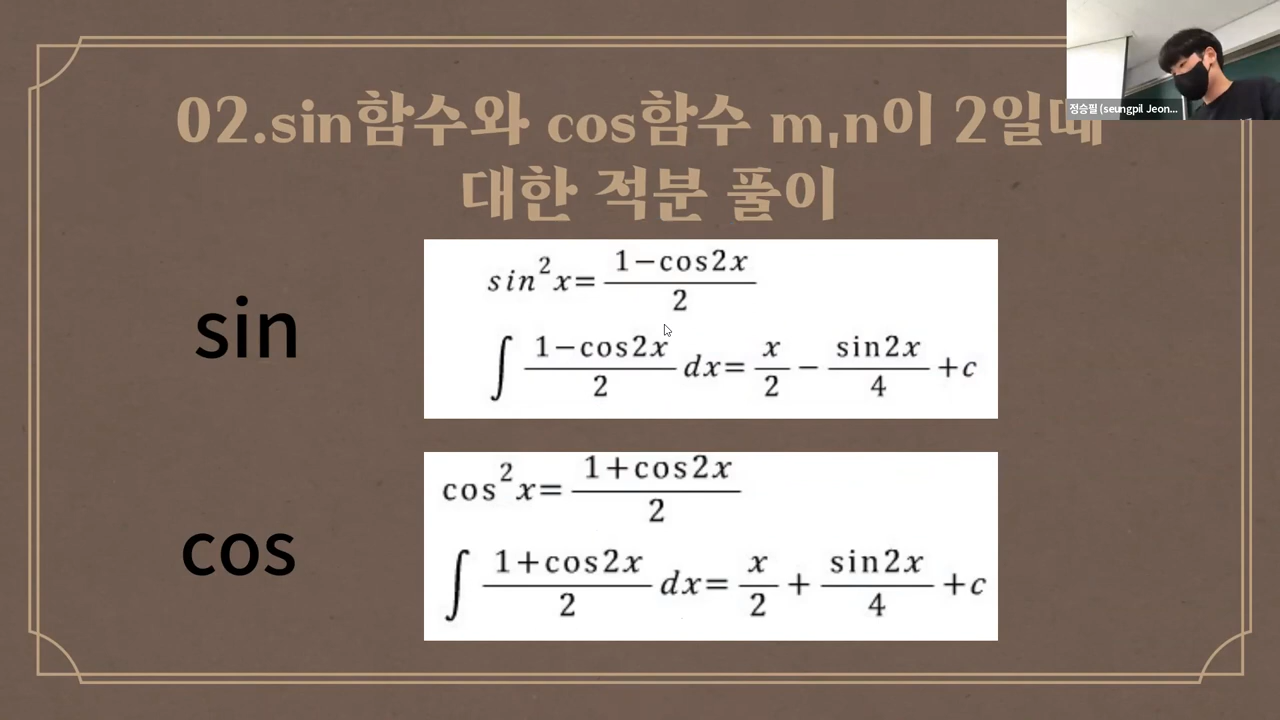 02.sin함수와 cos함수 m,n이 2일때
대한 적분 풀이
정승필 (seungpil Jeon...
sin
sin²x= (1−cos2x)/2
∫ (1−cos2x)/2 dx= x/2 − sin2x/4 +c
cos
cos²x= (1+cos2x)/2
∫ (1+cos2x)/2 dx= x/2 + sin2x/4 +c